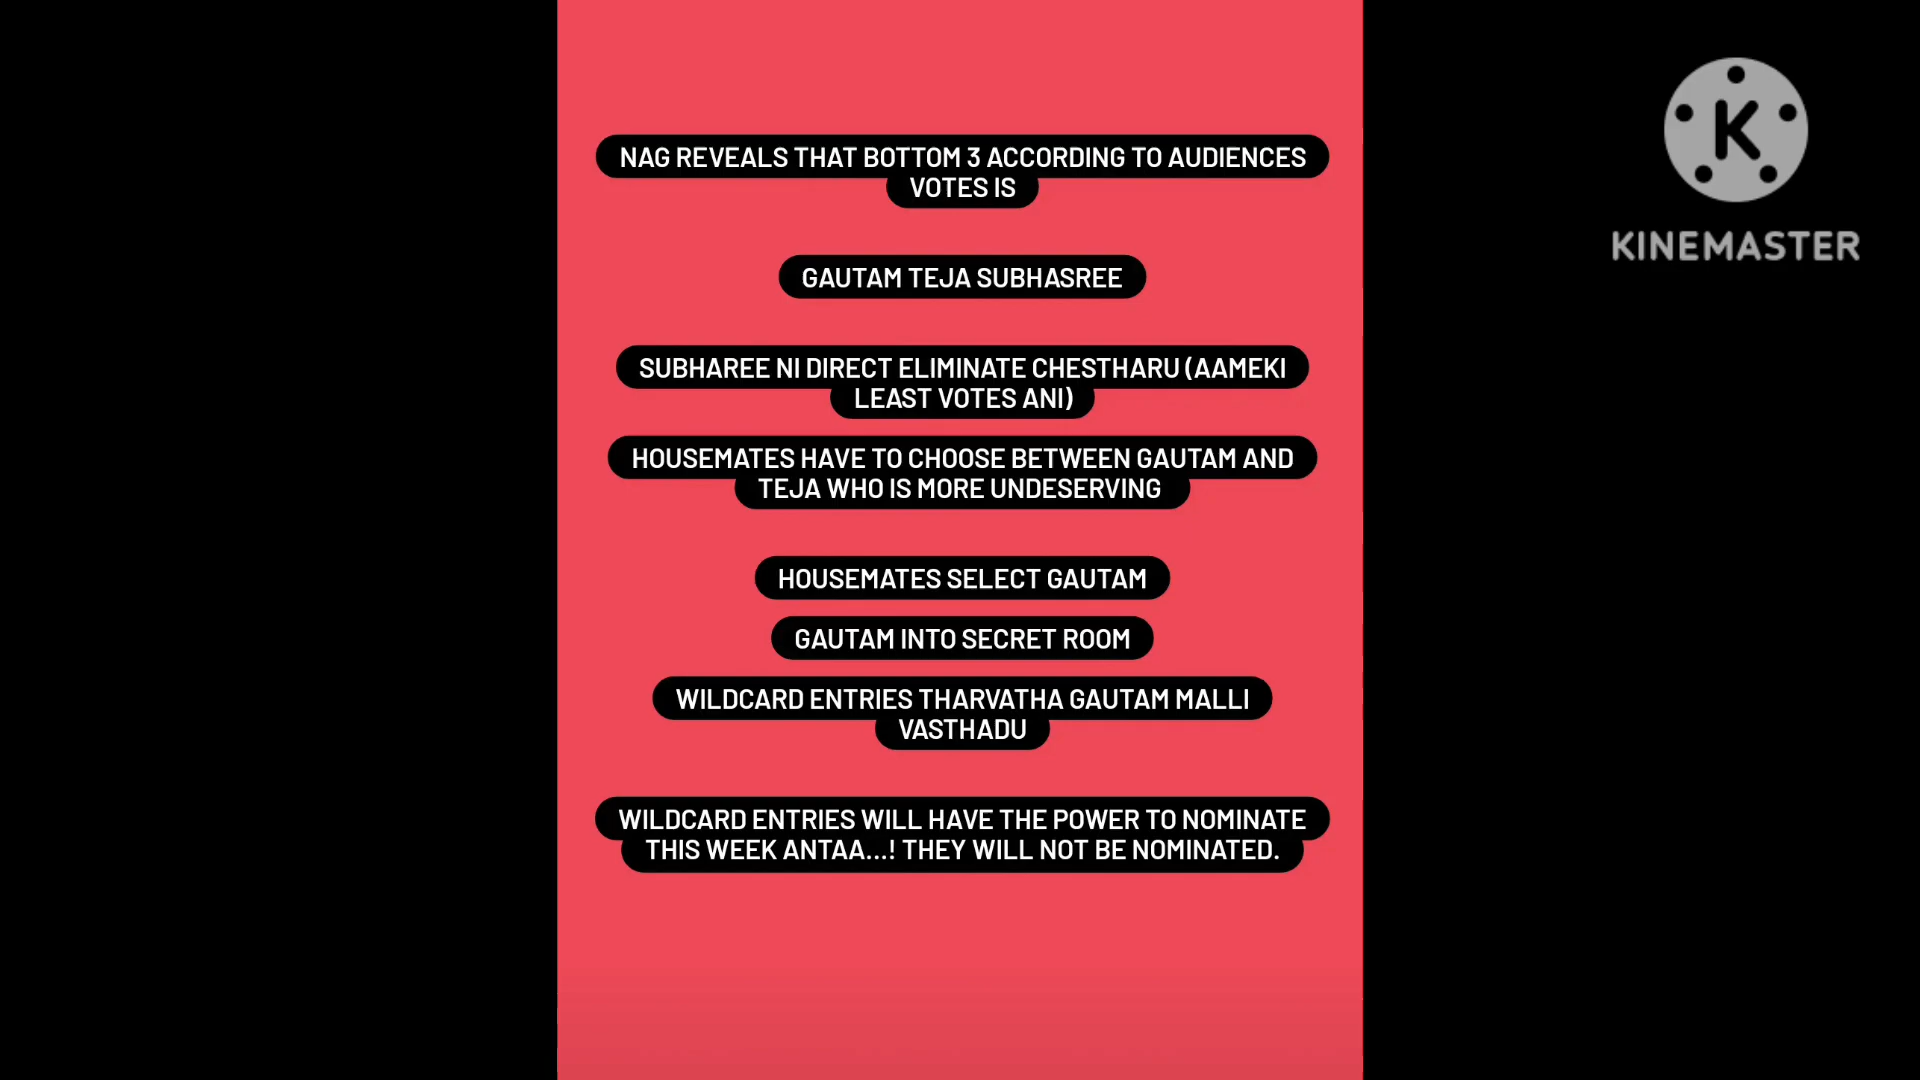 NAG REVEALS THAT BOTTOM 3 ACCORDING TO AUDIENCES
VOTES IS
GAUTAM TEJA SUBHASREE
SUBHAREE NI DIRECT ELIMINATE CHESTHARU (AAMEKI
LEAST VOTES ANI)
HOUSEMATES HAVE TO CHOOSE BETWEEN GAUTAM AND
TEJA WHO IS MORE UNDESERVING
HOUSEMATES SELECT GAUTAM
GAUTAM INTO SECRET ROOM
WILDCARD ENTRIES THARVATHA GAUTAM MALLI
VASTHADU
WILDCARD ENTRIES WILL HAVE THE POWER TO NOMINATE
THIS WEEK ANTAA...! THEY WILL NOT BE NOMINATED.
K
KINEMASTER